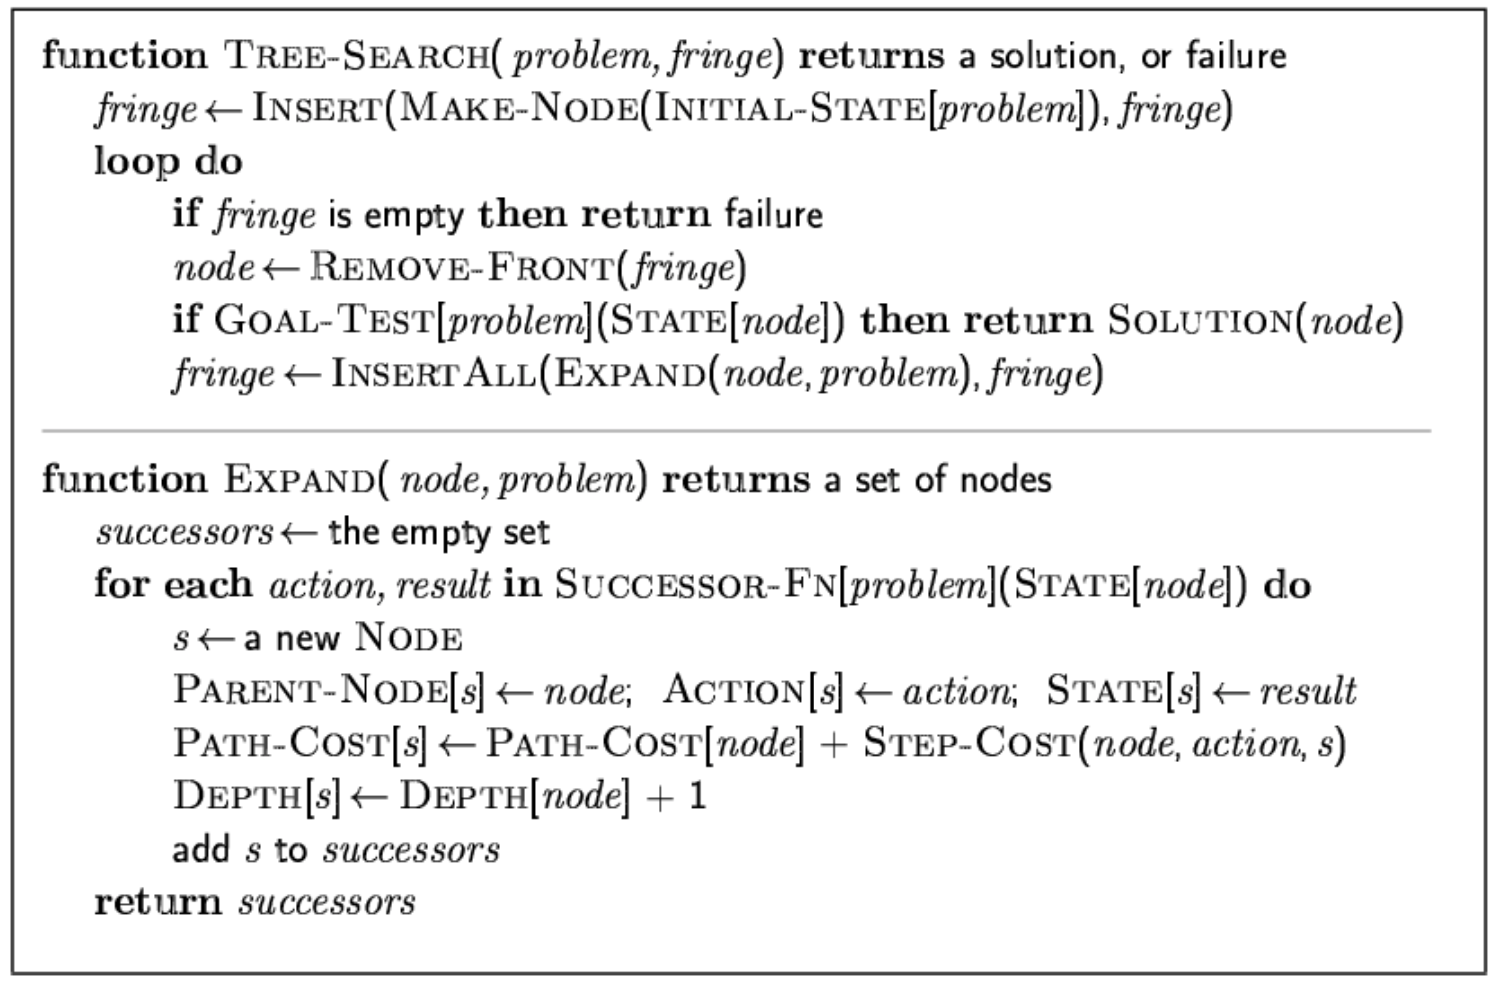 function TREE-SEARCH( problem, fringe) returns a solution, or failure
fringe ← INSERT(MAKE-NODE(INITIAL-STATE[problem]), fringe)
loop do
if fringe is empty then return failure
node ← REMOVE-FRONT(fringe)
if GOAL-TEST[problem](STATE[node]) then return SOLUTION(node)
fringe ← INSERTALL(EXPAND(node, problem), fringe)
function EXPAND( node, problem) returns a set of nodes
successors ← the empty set
for each action, result in SUCCESSOR-FN[problem](STATE[node]) do
s ← a new NODE
PARENT-NODE[s] ← node; ACTION[s] ← action; STATE[s] ← result
PATH-COST[s] ← PATH-COST[node] + STEP-COST(node, action, s)
DEPTH[s] ← DEPTH[node] + 1
add s to successors
return successors